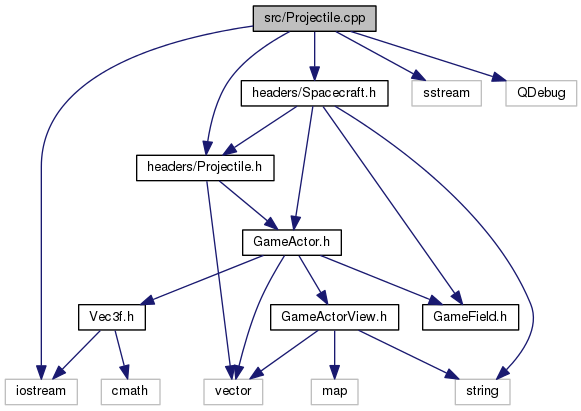 src/Projectile.cpp
headers/Spacecraft.h
sstream
QDebug
headers/Projectile.h
GameActor.h
Vec3f.h
GameActorView.h
GameField.h
iostream
cmath
vector
map
string